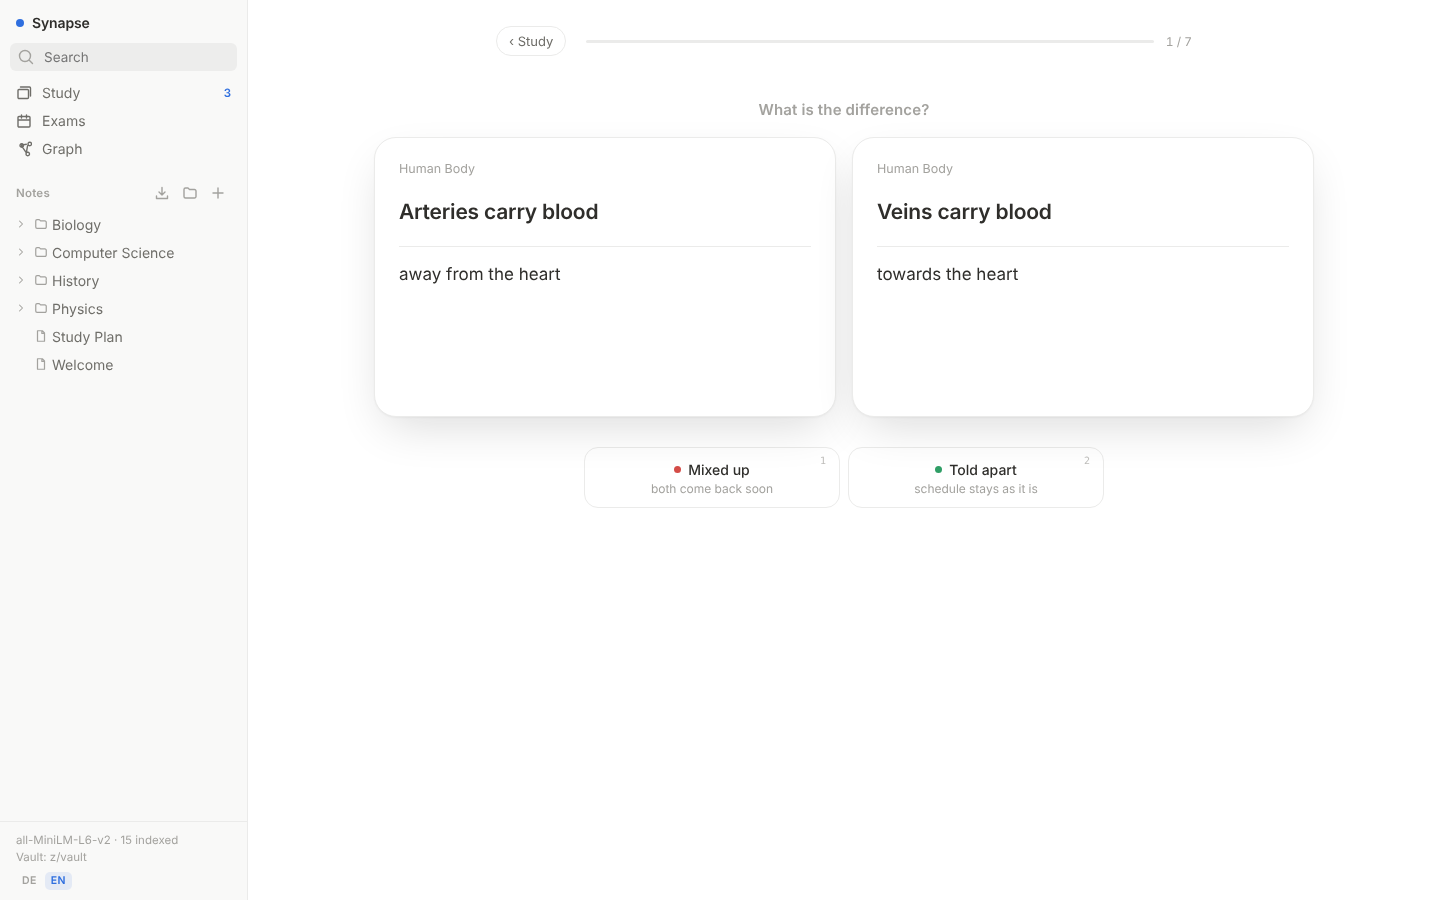 Synapse
Search
Study 3
Exams
Graph
Notes
Biology
Computer Science
History
Physics
Study Plan
Welcome
all-MiniLM-L6-v2 · 15 indexed
Vault: z/vault
DE EN
‹ Study
1 / 7
What is the difference?
Human Body
Arteries carry blood
away from the heart
Human Body
Veins carry blood
towards the heart
Mixed up 1
both come back soon
Told apart 2
schedule stays as it is